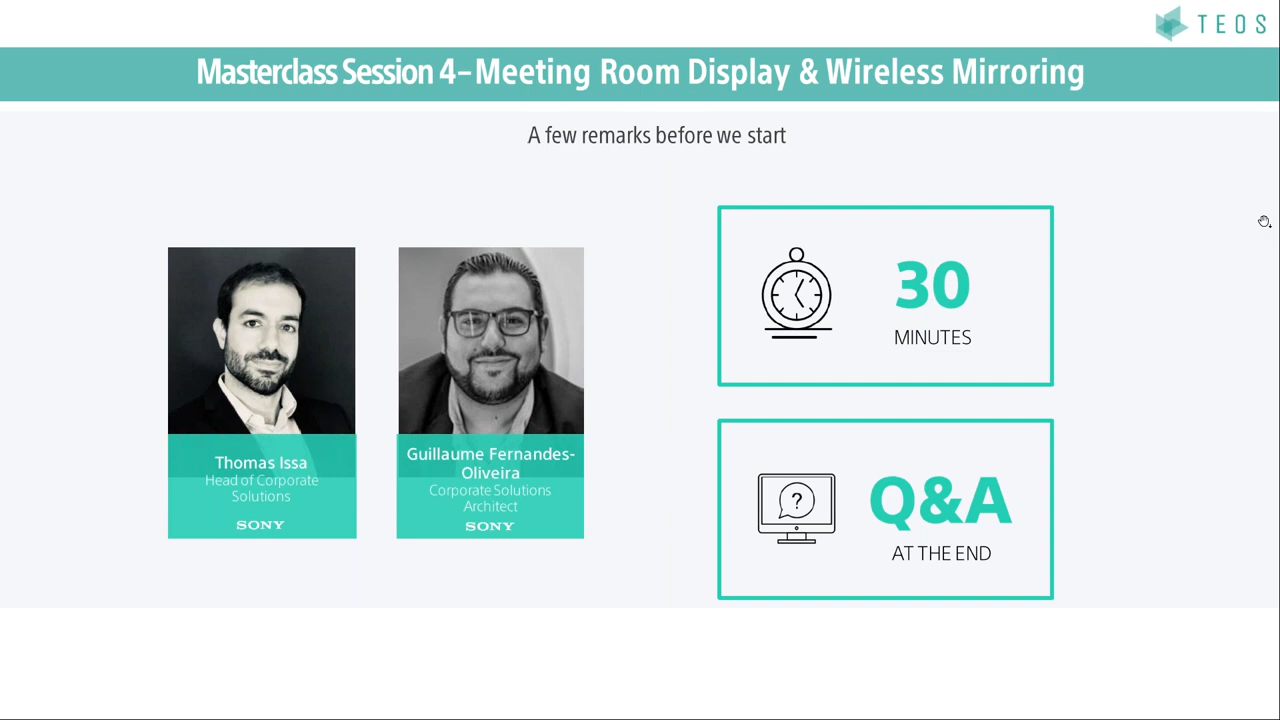 TEOS
Masterclass Session 4–Meeting Room Display & Wireless Mirroring
A few remarks before we start
Thomas Issa
Head of Corporate
Solutions
SONY
Guillaume Fernandes-
Oliveira
Corporate Solutions
Architect
SONY
30
MINUTES
?
Q&A
AT THE END